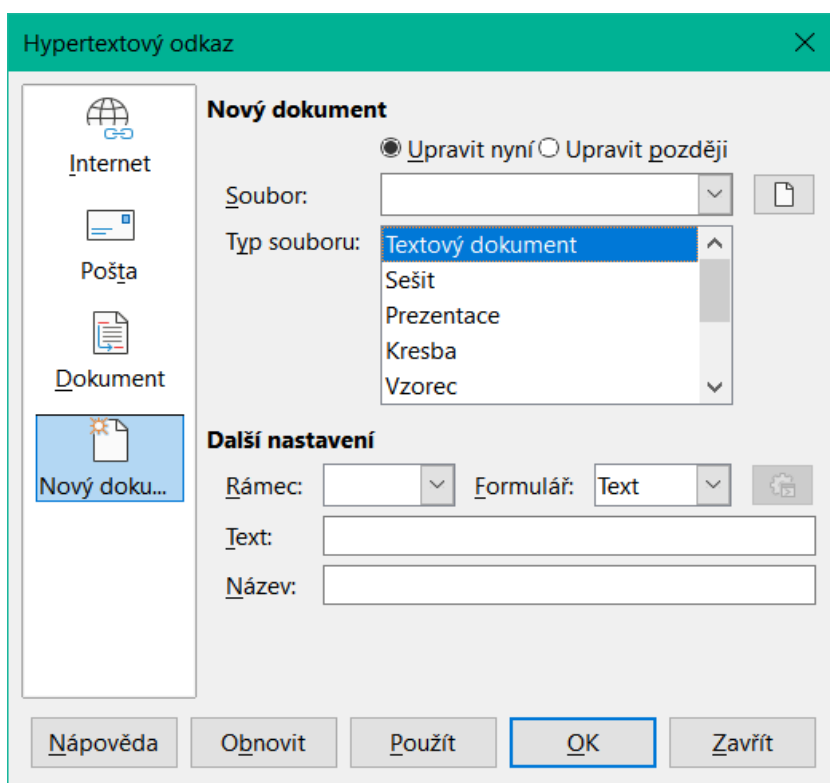 Hypertextový odkaz
Internet
Pošta
Dokument
Nový doku...
Nový dokument
Upravit nyní Upravit později
Soubor:
Typ souboru: Textový dokument
Sešit
Prezentace
Kresba
Vzorec
Další nastavení
Rámec: Formulář: Text
Text:
Název:
Nápověda Obnovit Použít OK Zavřít